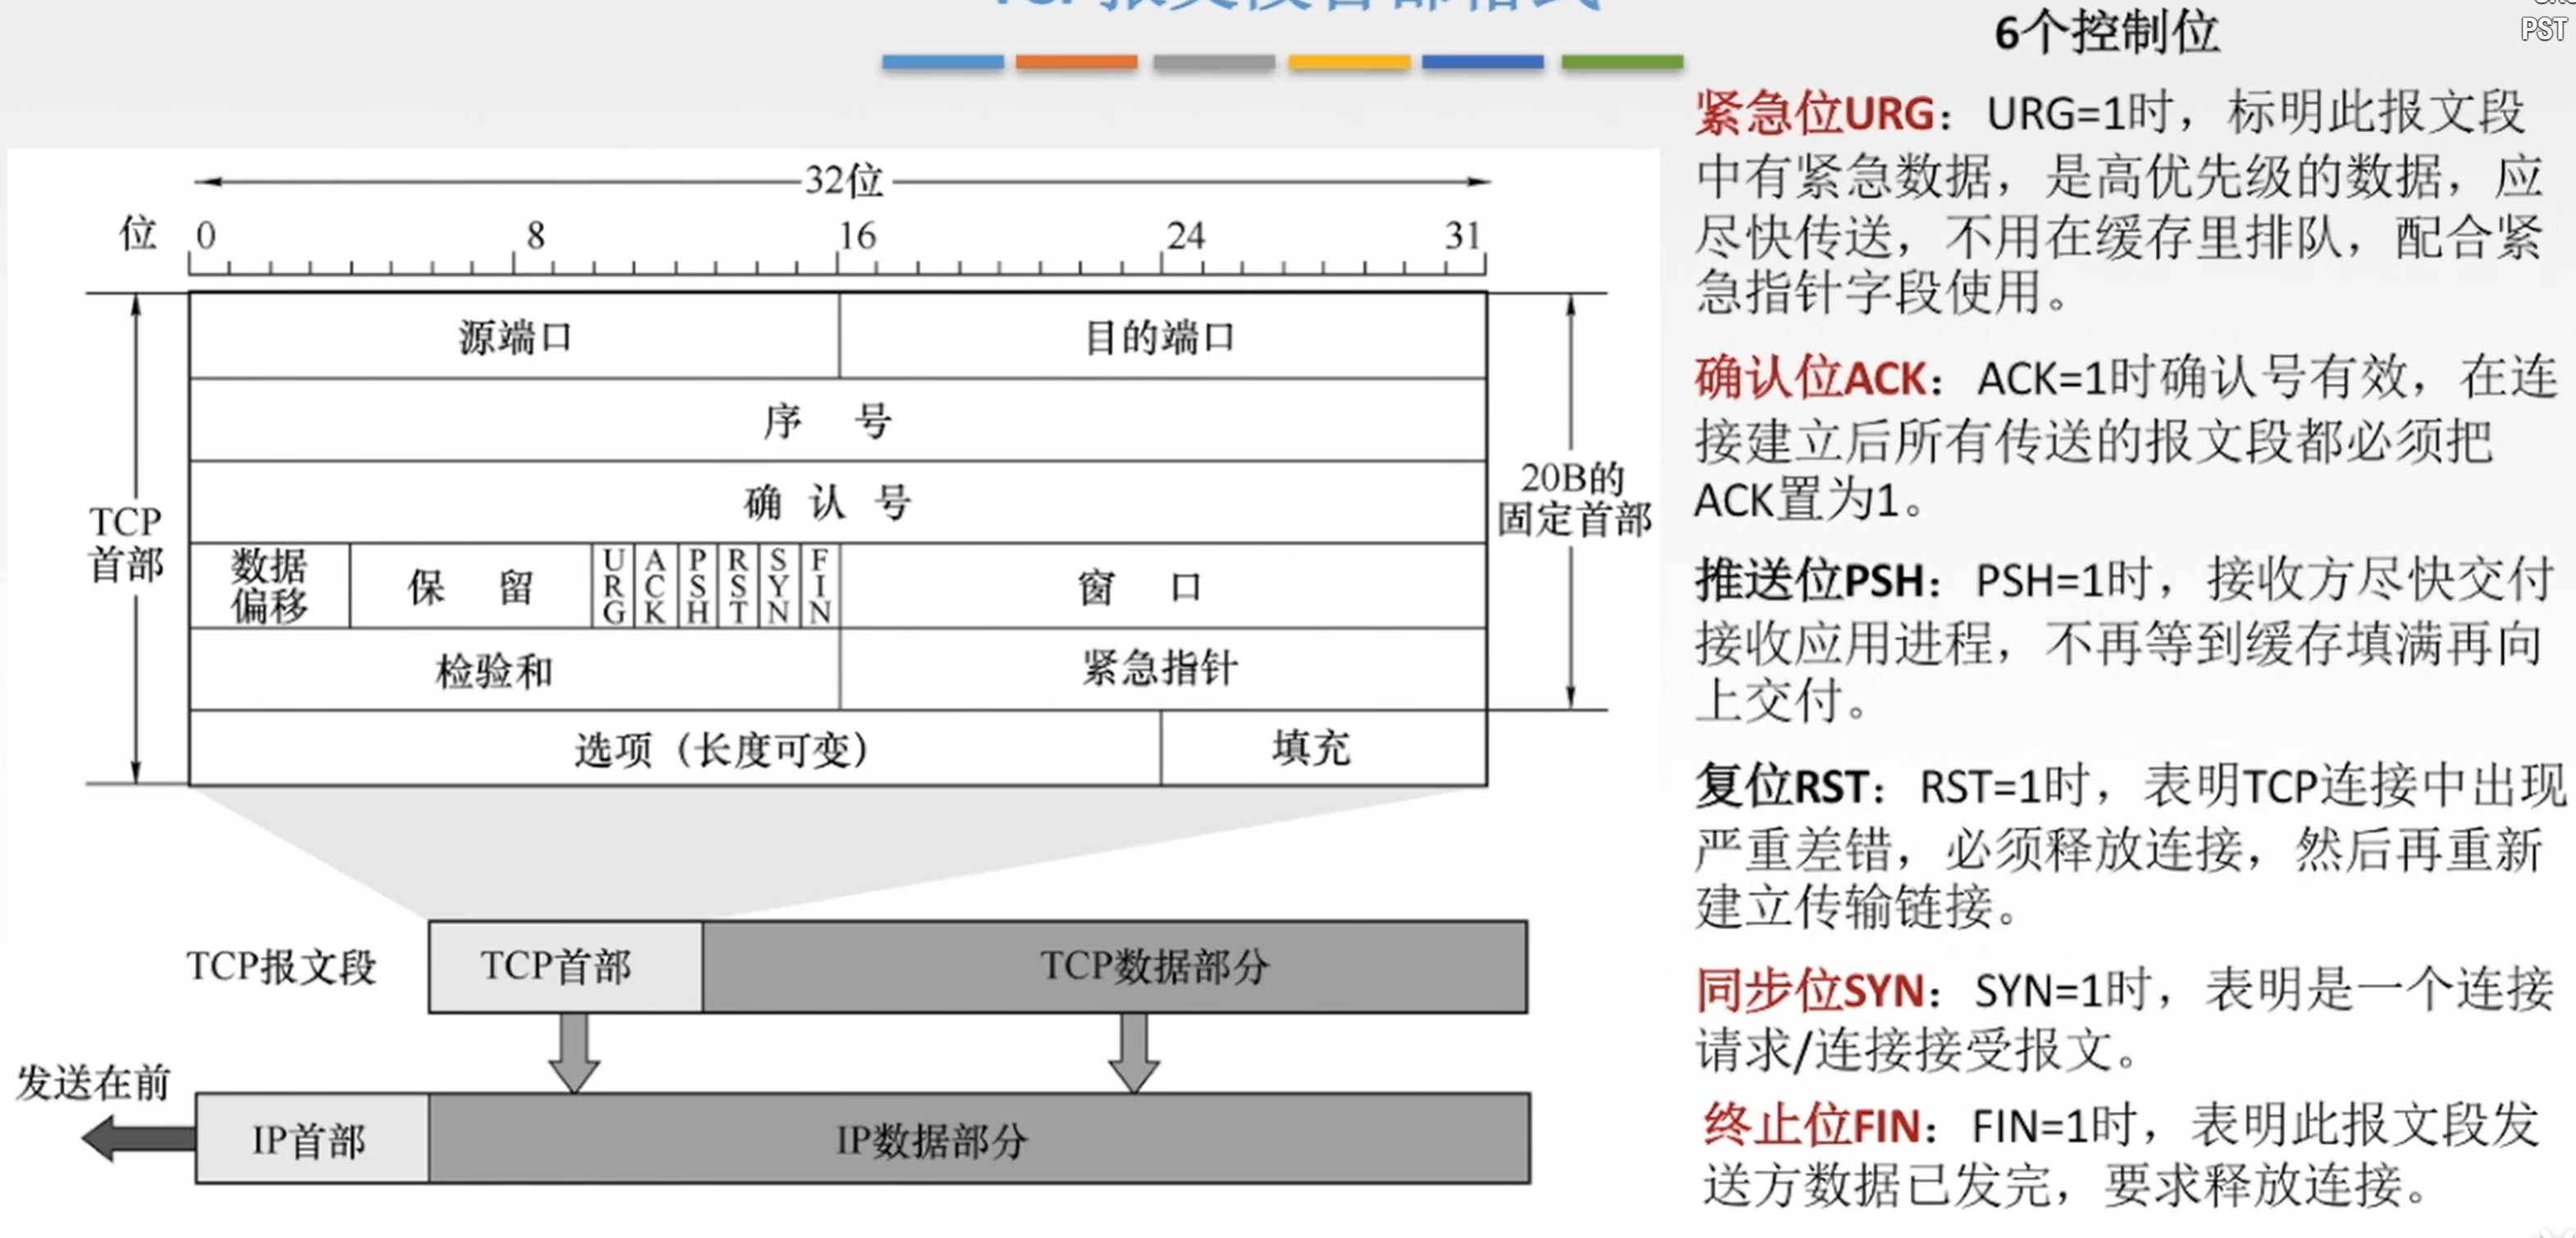 TCP报文段首部格式
6个控制位
PST
紧急位URG：URG=1时，标明此报文段
中有紧急数据，是高优先级的数据，应
尽快传送，不用在缓存里排队，配合紧
急指针字段使用。
确认位ACK：ACK=1时确认号有效，在连
接建立后所有传送的报文段都必须把
ACK置为1。
推送位PSH：PSH=1时，接收方尽快交付
接收应用进程，不再等到缓存填满再向
上交付。
复位RST：RST=1时，表明TCP连接中出现
严重差错，必须释放连接，然后再重新
建立传输链接。
同步位SYN：SYN=1时，表明是一个连接
请求/连接接受报文。
终止位FIN：FIN=1时，表明此报文段发
送方数据已发完，要求释放连接。
32位
位 0 8 16 24 31
源端口 目的端口
序 号
确 认 号
数据偏移 保 留 URG ACK PSH RST SYN FIN 窗 口
检验和 紧急指针
选项（长度可变） 填充
TCP
首部
20B的
固定首部
TCP报文段 TCP首部 TCP数据部分
发送在前
IP首部 IP数据部分